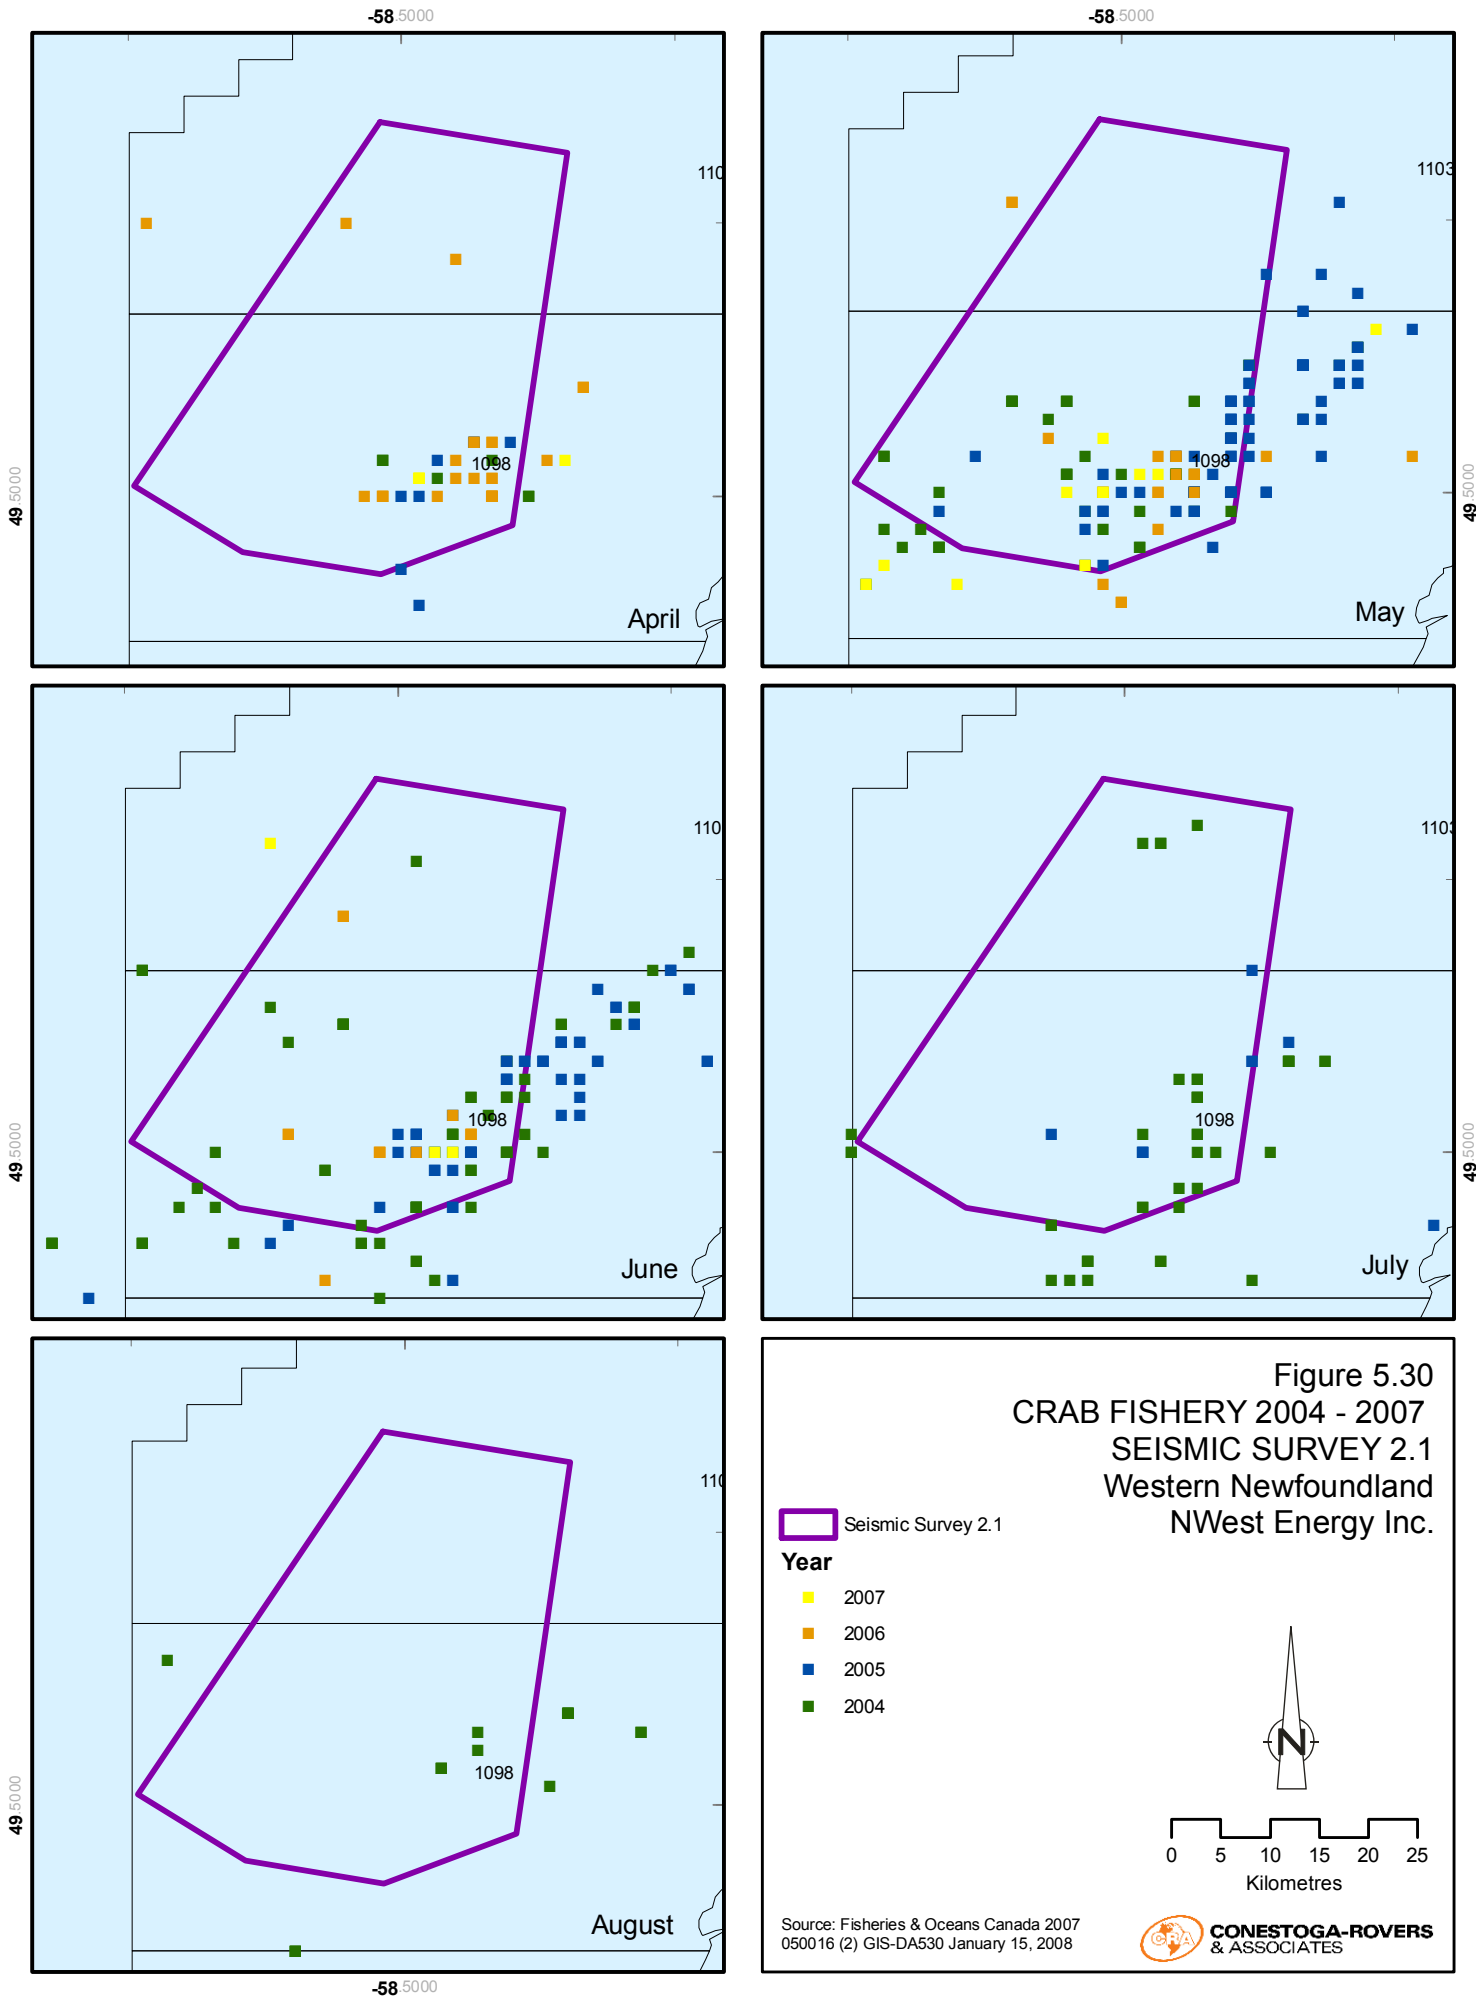 -58.5000
-58.5000
110
1098
49.5000
April
1103
1098
49.5000
May
110
1098
49.5000
June
1103
1098
49.5000
July
110
1098
49.5000
August
-58.5000
Figure 5.30
CRAB FISHERY 2004 - 2007
SEISMIC SURVEY 2.1
Western Newfoundland
NWest Energy Inc.
Seismic Survey 2.1
Year
2007
2006
2005
2004
N
0 5 10 15 20 25
Kilometres
Source: Fisheries & Oceans Canada 2007
050016 (2) GIS-DA530 January 15, 2008
CRA
CONESTOGA-ROVERS
& ASSOCIATES